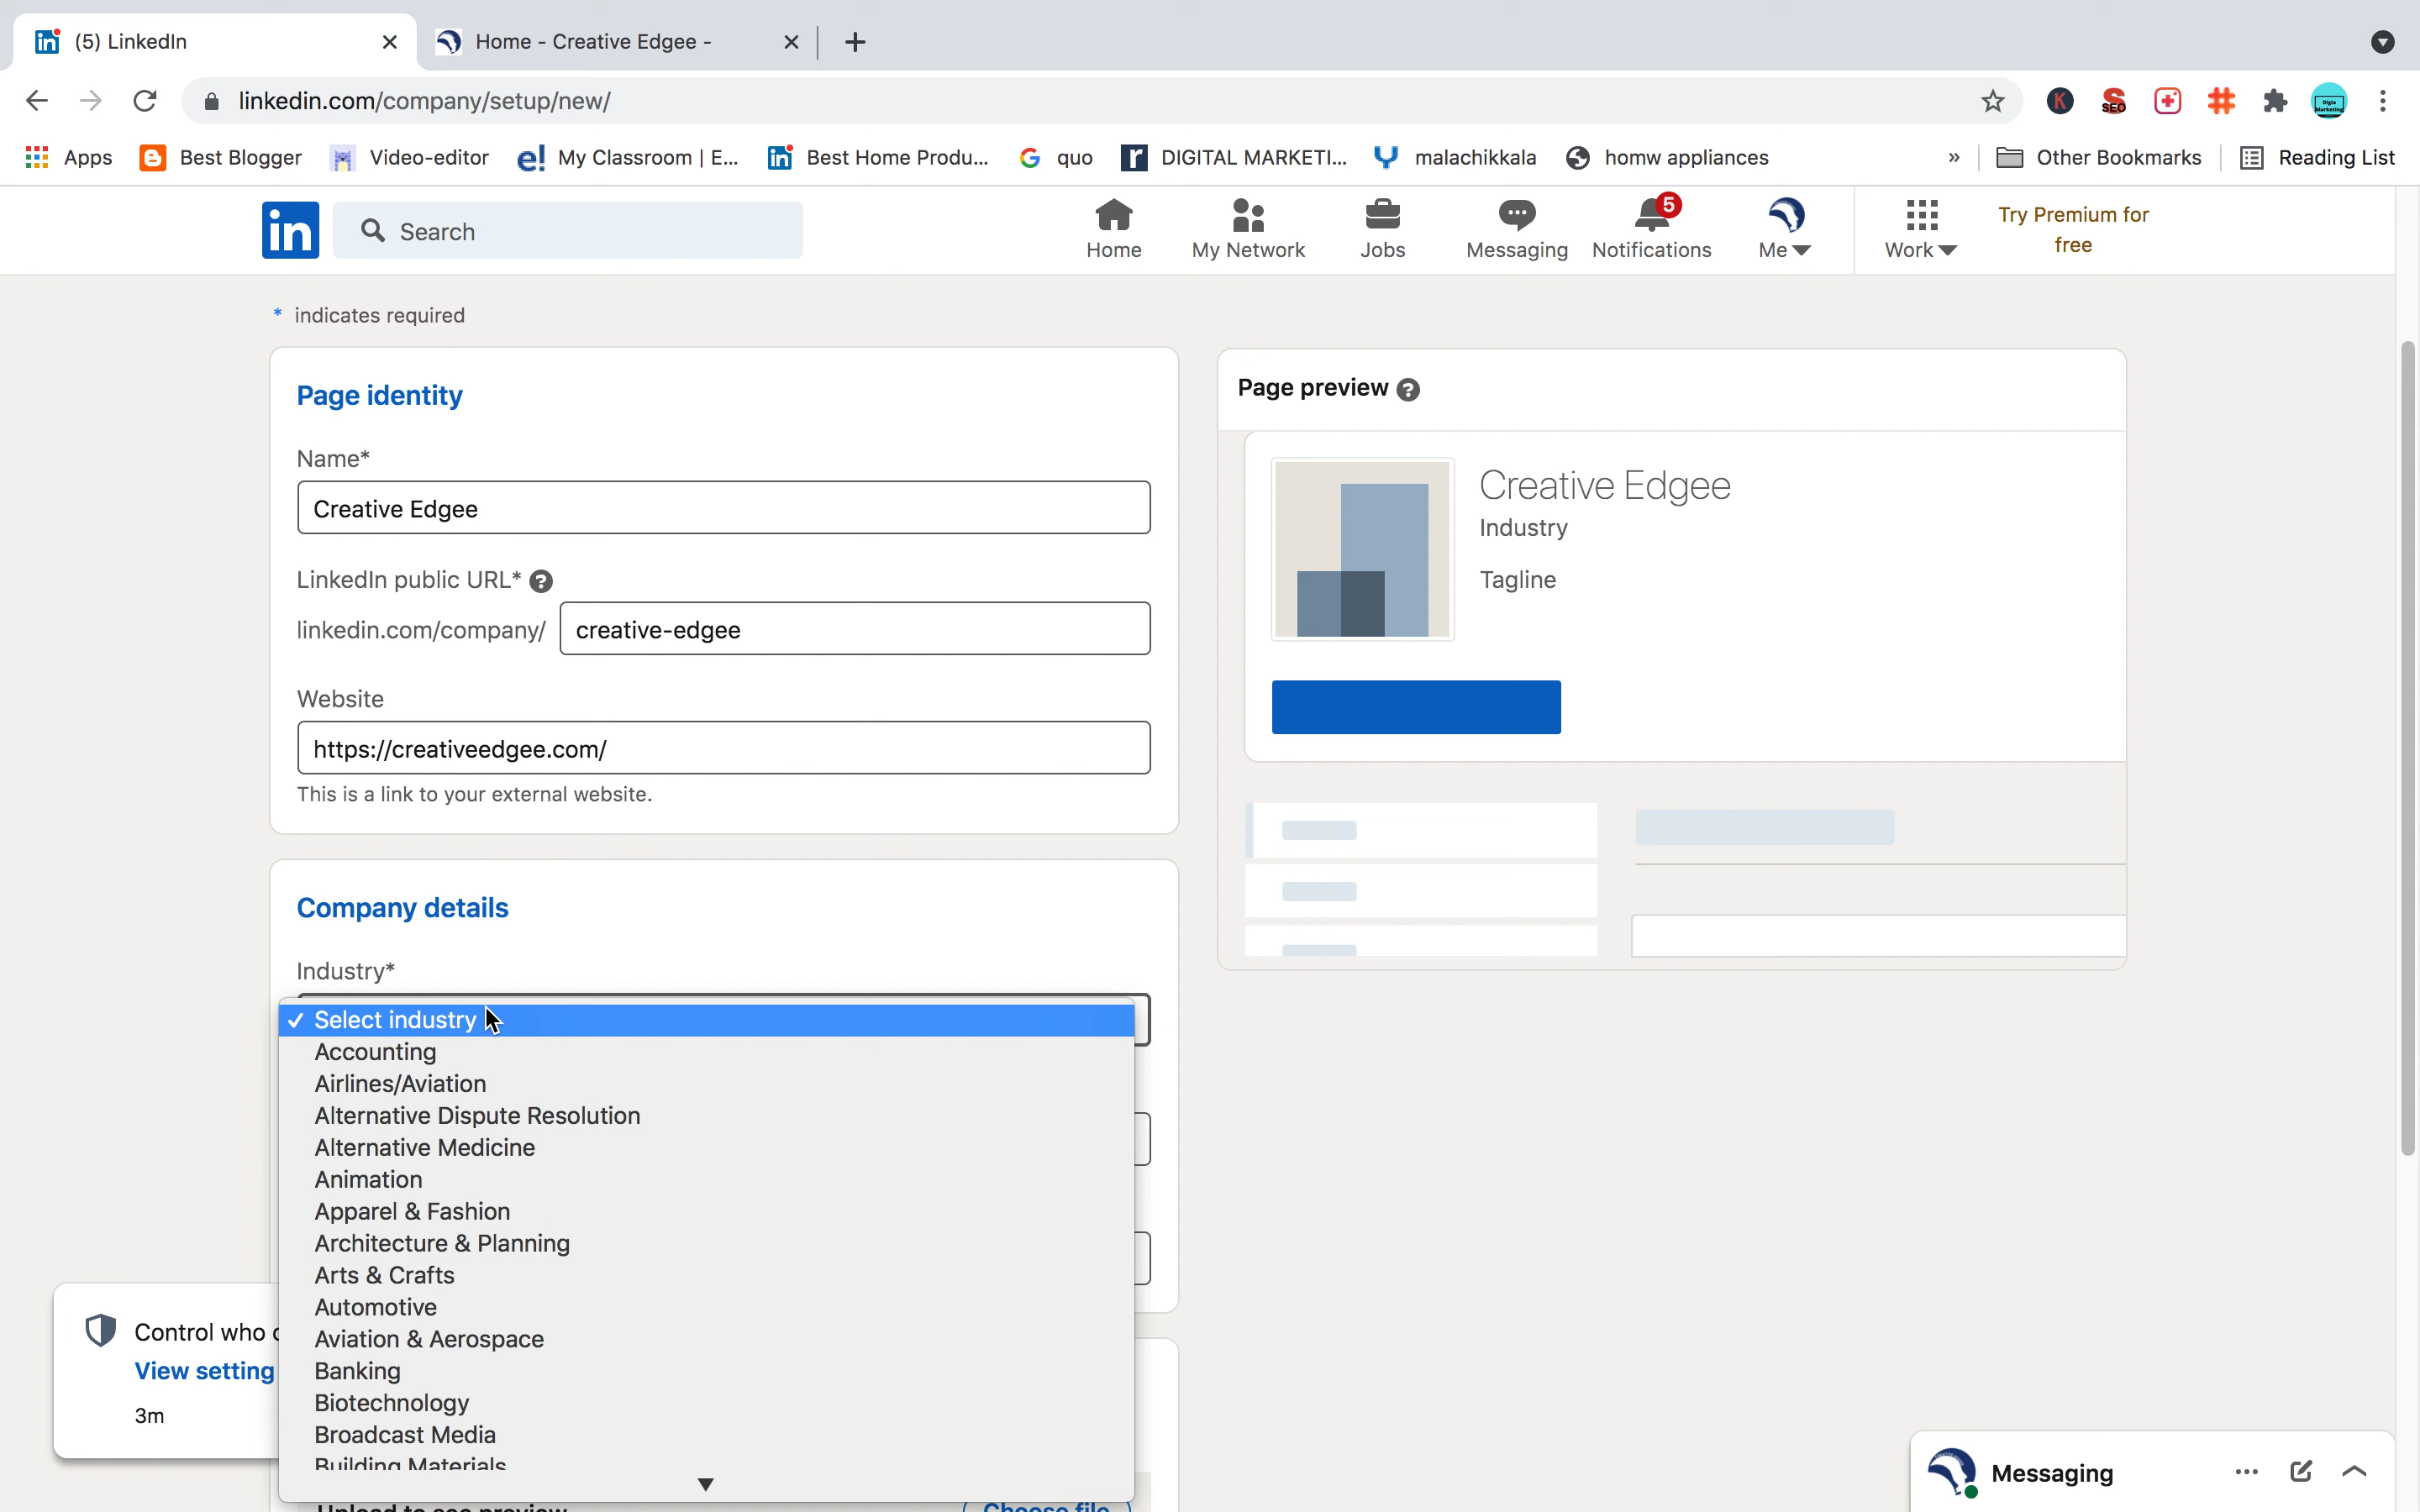 (5) LinkedIn
Home - Creative Edgee -
linkedin.com/company/setup/new/
K
SEO
Apps
Best Blogger
Video-editor
My Classroom | E...
Best Home Produ...
quo
DIGITAL MARKETI...
malachikkala
homw appliances
»
Other Bookmarks
Reading List
in
Search
Home
My Network
Jobs
Messaging
5
Notifications
Me
Work
Try Premium for
free
* indicates required
Page identity
Name*
Creative Edgee
LinkedIn public URL* ?
linkedin.com/company/ creative-edgee
Website
https://creativeedgee.com/
This is a link to your external website.
Page preview ?
Creative Edgee
Industry
Tagline
Company details
Industry*
✓ Select industry
Accounting
Airlines/Aviation
Alternative Dispute Resolution
Alternative Medicine
Animation
Apparel & Fashion
Architecture & Planning
Arts & Crafts
Automotive
Aviation & Aerospace
Banking
Biotechnology
Broadcast Media
Building Materials
Control who
View setting
3m
Upload to see preview
Choose file
Messaging